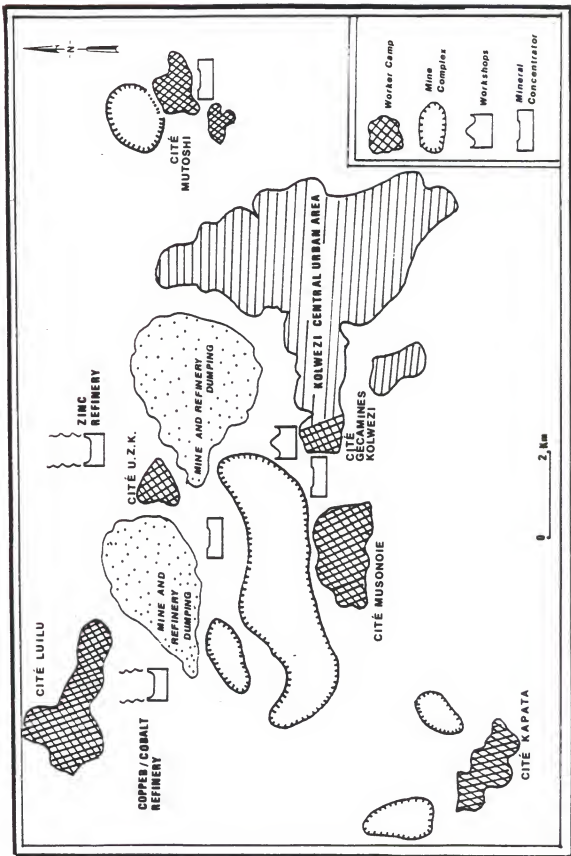 -N-
CITÉ
MUTOSHI
Worker Camp
Mine
Complex
Workshops
Mineral
Concentrator
KOLWEZI CENTRAL URBAN AREA
ZINC
REFINERY
MINE AND REFINERY
DUMPING
CITÉ U.Z.K.
CITÉ
GÉCAMINES
KOLWEZI
CITÉ LUILU
MINE AND
REFINERY
DUMPING
COPPER/COBALT
REFINERY
CITÉ MUSONOIE
CITÉ KAPATA
0 2 Km